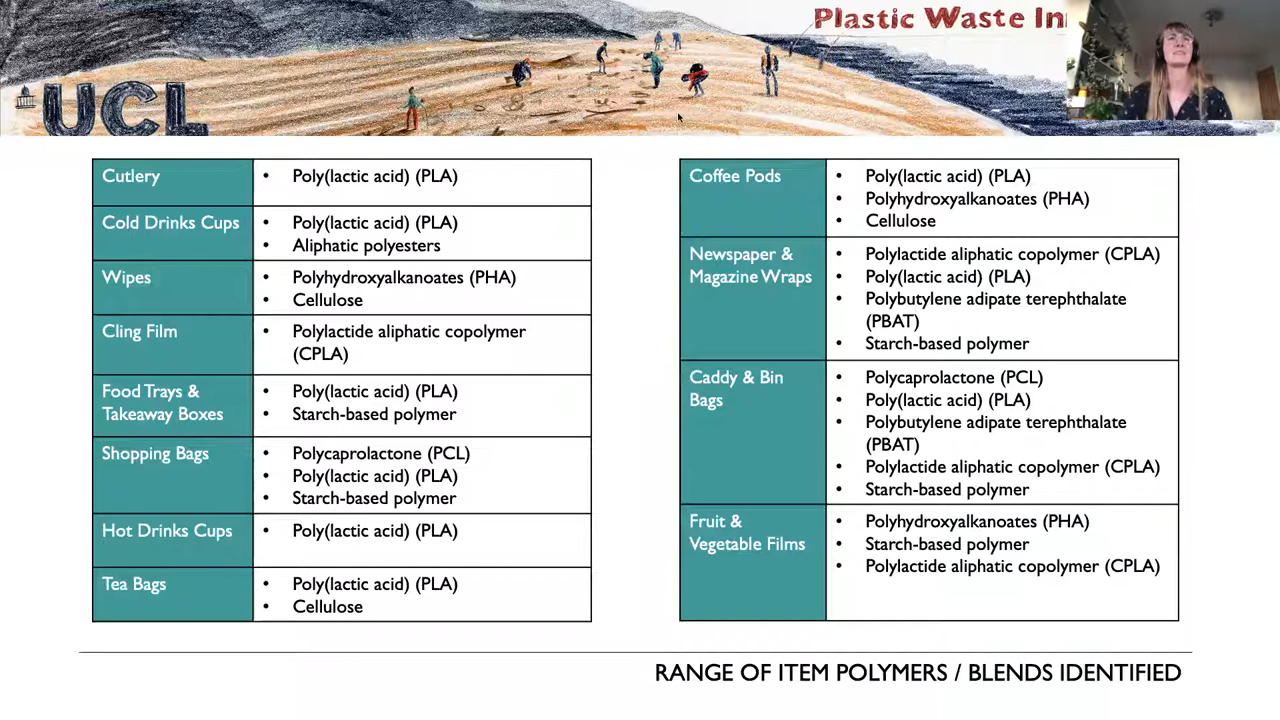 Plastic Waste In
UCL
Cutlery
• Poly(lactic acid) (PLA)
Cold Drinks Cups
• Poly(lactic acid) (PLA)
• Aliphatic polyesters
Wipes
• Polyhydroxyalkanoates (PHA)
• Cellulose
Cling Film
• Polylactide aliphatic copolymer
(CPLA)
Food Trays &
Takeaway Boxes
• Poly(lactic acid) (PLA)
• Starch-based polymer
Shopping Bags
• Polycaprolactone (PCL)
• Poly(lactic acid) (PLA)
• Starch-based polymer
Hot Drinks Cups
• Poly(lactic acid) (PLA)
Tea Bags
• Poly(lactic acid) (PLA)
• Cellulose
Coffee Pods
• Poly(lactic acid) (PLA)
• Polyhydroxyalkanoates (PHA)
• Cellulose
Newspaper &
Magazine Wraps
• Polylactide aliphatic copolymer (CPLA)
• Poly(lactic acid) (PLA)
• Polybutylene adipate terephthalate
(PBAT)
• Starch-based polymer
Caddy & Bin
Bags
• Polycaprolactone (PCL)
• Poly(lactic acid) (PLA)
• Polybutylene adipate terephthalate
(PBAT)
• Polylactide aliphatic copolymer (CPLA)
• Starch-based polymer
Fruit &
Vegetable Films
• Polyhydroxyalkanoates (PHA)
• Starch-based polymer
• Polylactide aliphatic copolymer (CPLA)
RANGE OF ITEM POLYMERS / BLENDS IDENTIFIED